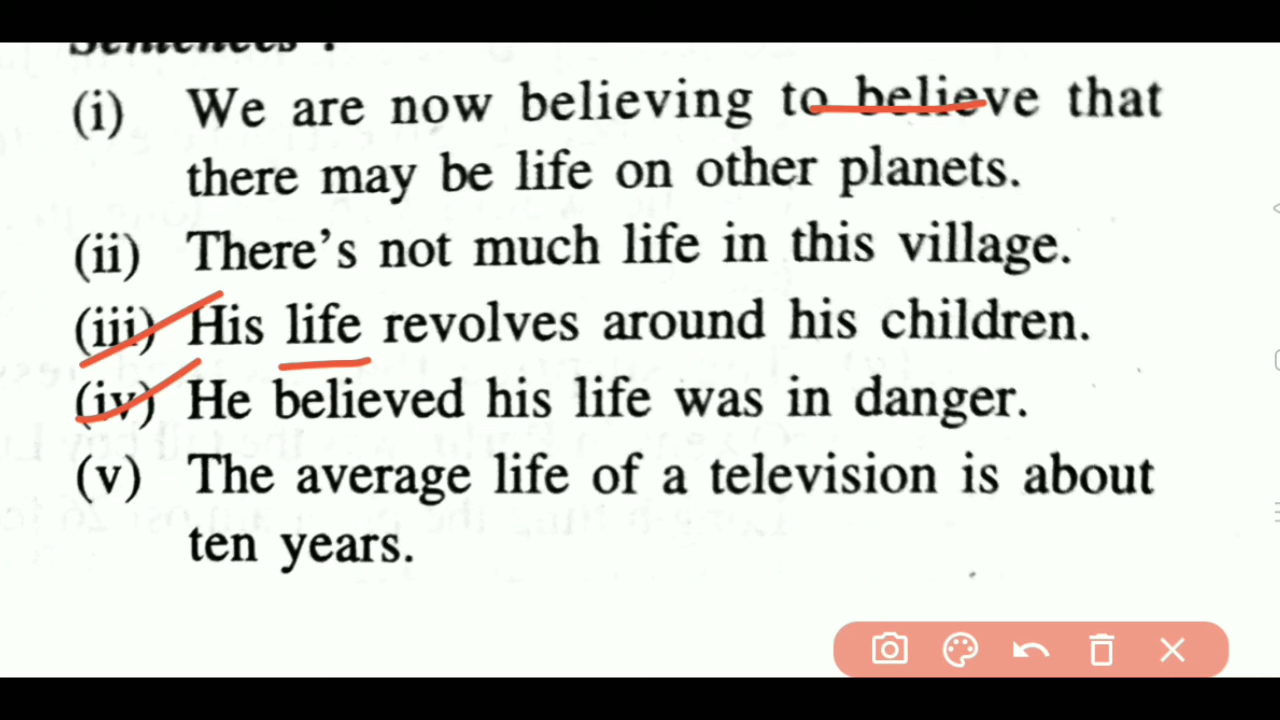 Sentences :
(i) We are now believing to believe that
there may be life on other planets.
(ii) There's not much life in this village.
(iii) His life revolves around his children.
(iv) He believed his life was in danger.
(v) The average life of a television is about
ten years.